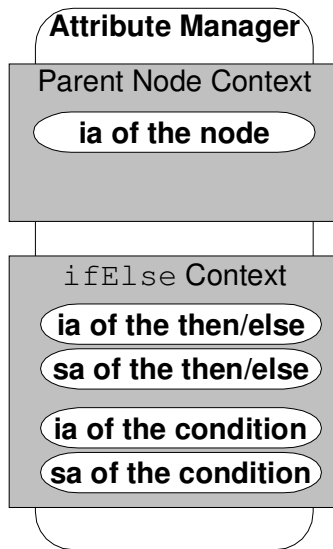 Attribute Manager
Parent Node Context
ia of the node
ifElse Context
ia of the then/else
sa of the then/else
ia of the condition
sa of the condition